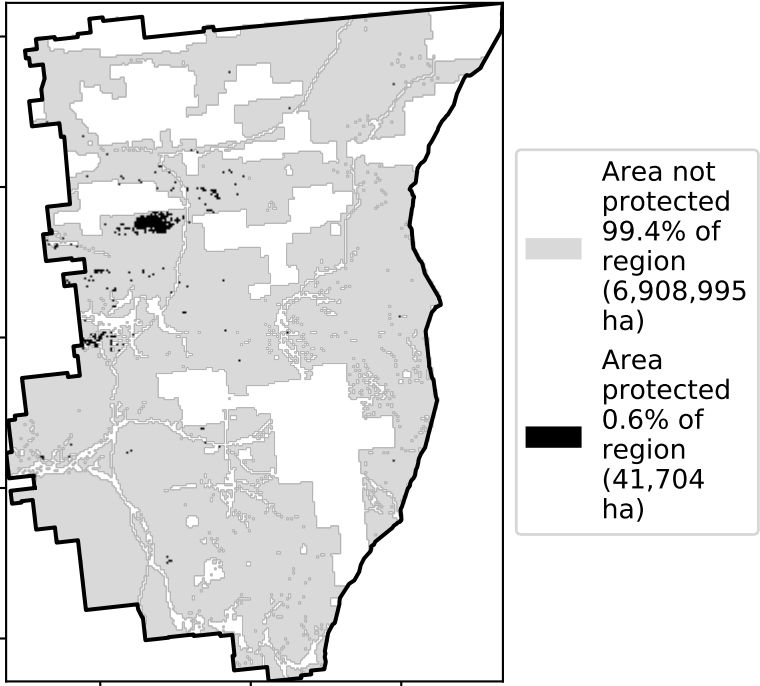 Area not
protected
99.4% of
region
(6,908,995
ha)
Area
protected
0.6% of
region
(41,704
ha)